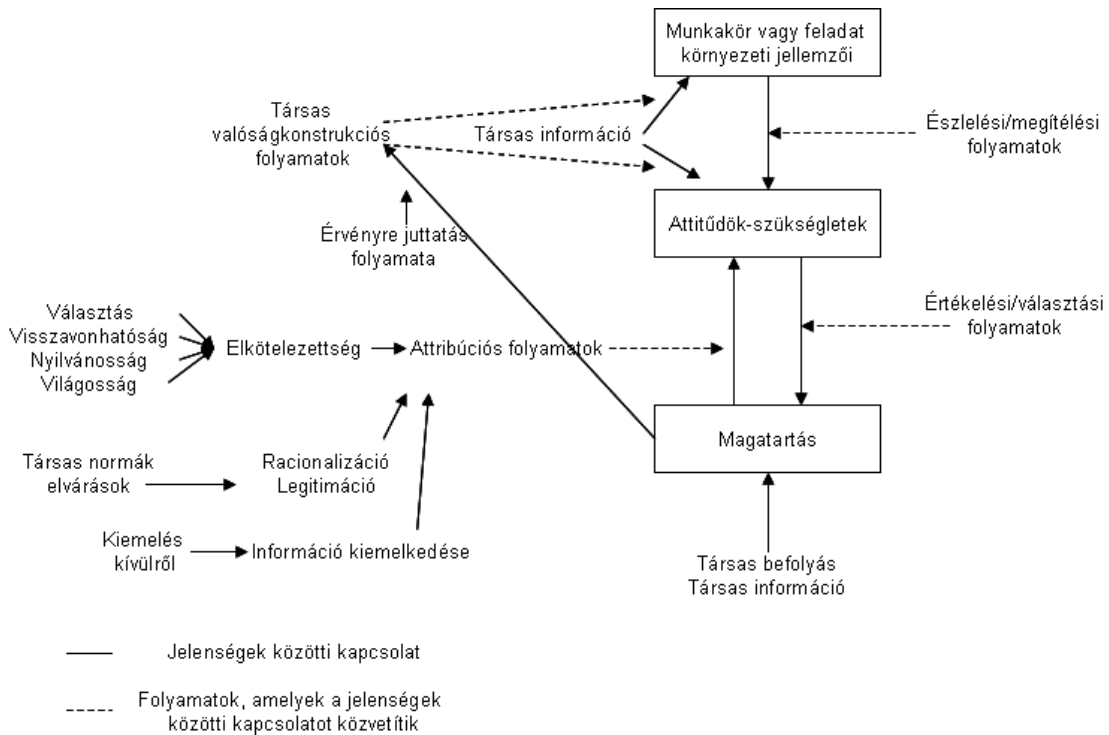 Munkakör vagy feladat
környezeti jellemzői
Társas
valóságkonstrukciós
folyamatok
Társas információ
Észlelési/megítélési
folyamatok
Attitűdök-szükségletek
Érvényre juttatás
folyamata
Választás
Visszavonhatóság
Nyilvánosság
Világosság
Elkötelezettség
Attribúciós folyamatok
Értékelési/választási
folyamatok
Magatartás
Társas normák
elvárások
Racionalizáció
Legitimáció
Kiemelés
kívülről
Információ kiemelkedése
Társas befolyás
Társas információ
Jelenségek közötti kapcsolat
Folyamatok, amelyek a jelenségek
közötti kapcsolatot közvetítik